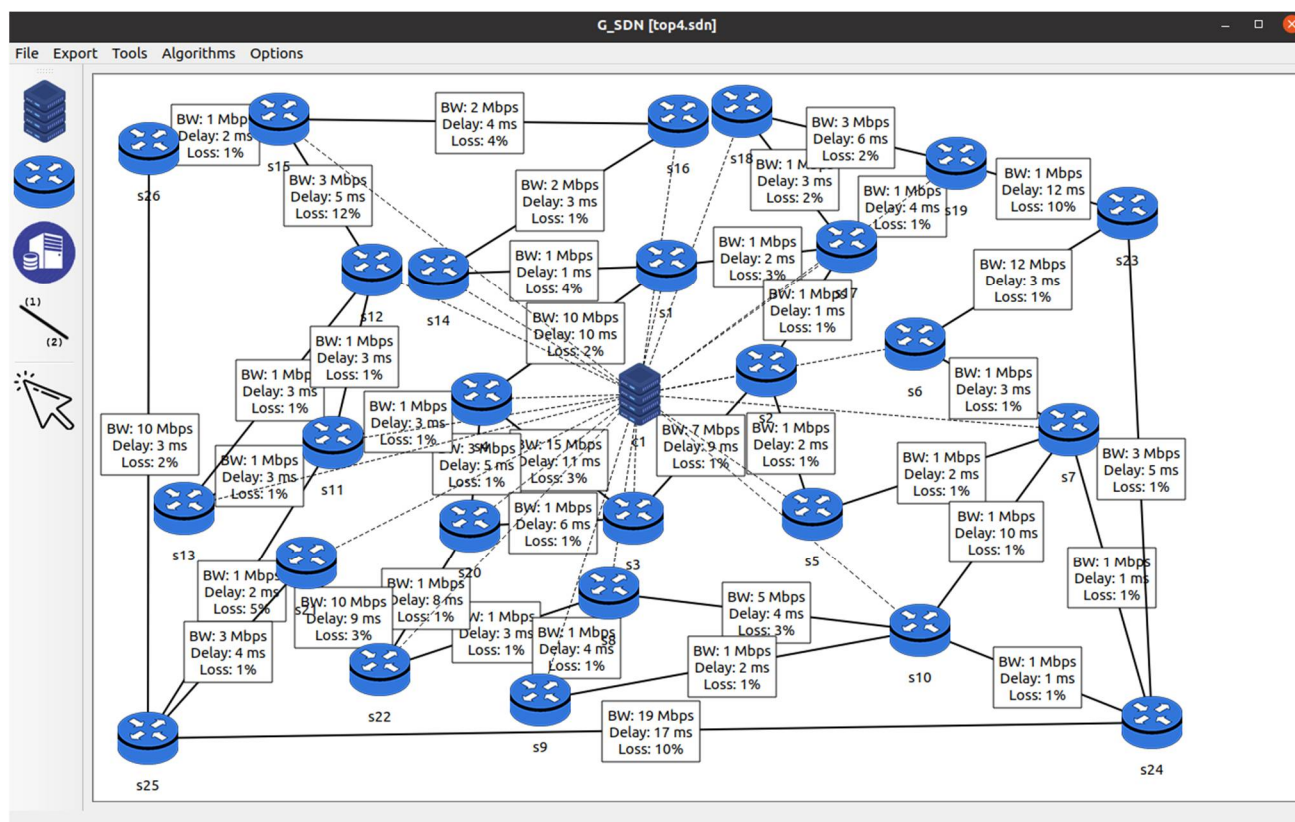 G_SDN [top4.sdn]
File Export Tools Algorithms Options
(1)
(2)
BW: 1 Mbp
Delay: 2 ms
Loss: 1%
s26
s15
BW: 2 Mbps
Delay: 4 ms
Loss: 4%
s16
s18
BW: 3 Mbps
Delay: 6 ms
Loss: 2%
BW: 3 Mbps
Delay: 5 ms
Loss: 12%
BW: 2 Mbps
Delay: 3 ms
Loss: 1%
BW: 1 M
Delay: 3 ms
Loss: 2%
BW: 1 Mbps
Delay: 4 ms
Loss: 1%
s19
BW: 1 Mbps
Delay: 12 ms
Loss: 10%
s23
s12
s14
BW: 1 Mbps
Delay: 1 ms
Loss: 4%
s1
BW: 1 Mbps
Delay: 2 ms
Loss: 3%
s17
BW: 12 Mbps
Delay: 3 ms
Loss: 1%
BW: 1 Mbps
Delay: 1 ms
Loss: 1%
BW: 10 Mbps
Delay: 10 ms
Loss: 2%
BW: 1 Mbps
Delay: 3 ms
Loss: 1%
BW: 1 Mb
Delay: 3 ms
Loss: 1%
s6
BW: 1 Mbps
Delay: 3 ms
Loss: 1%
BW: 10 Mbps
Delay: 3 ms
Loss: 2%
BW: 1 Mbps
Delay: 3 ms
Loss: 1%
s4
c1
s2
BW: 7 Mbps
Delay: 9 ms
Loss: 1%
BW: 1 Mbps
Delay: 2 ms
Loss: 1%
BW: 3 Mbps
Delay: 5 ms
Loss: 1%
BW: 15 Mbps
Delay: 11 ms
Loss: 3%
BW: 1 Mbps
Delay: 2 ms
Loss: 1%
s7
BW: 3 Mbps
Delay: 5 ms
Loss: 1%
BW: 1 Mbps
Delay: 3 ms
Loss: 1%
s11
s13
BW: 1 Mbps
Delay: 6 ms
Loss: 1%
s20
s3
s5
BW: 1 Mbps
Delay: 10 ms
Loss: 1%
BW: 1 Mbps
Delay: 1 ms
Loss: 1%
BW: 1 Mbps
Delay: 2 ms
Loss: 5%
s21
BW: 10 Mbps
Delay: 9 ms
Loss: 3%
BW: 1 Mbps
Delay: 8 ms
Loss: 1%
BW: 1 Mbps
Delay: 3 ms
Loss: 1%
s8
BW: 1 Mbps
Delay: 4 ms
Loss: 1%
BW: 5 Mbps
Delay: 4 ms
Loss: 3%
BW: 3 Mbps
Delay: 4 ms
Loss: 1%
BW: 1 Mbps
Delay: 2 ms
Loss: 1%
s10
BW: 1 Mbps
Delay: 1 ms
Loss: 1%
s22
s9
BW: 19 Mbps
Delay: 17 ms
Loss: 10%
s25
s24